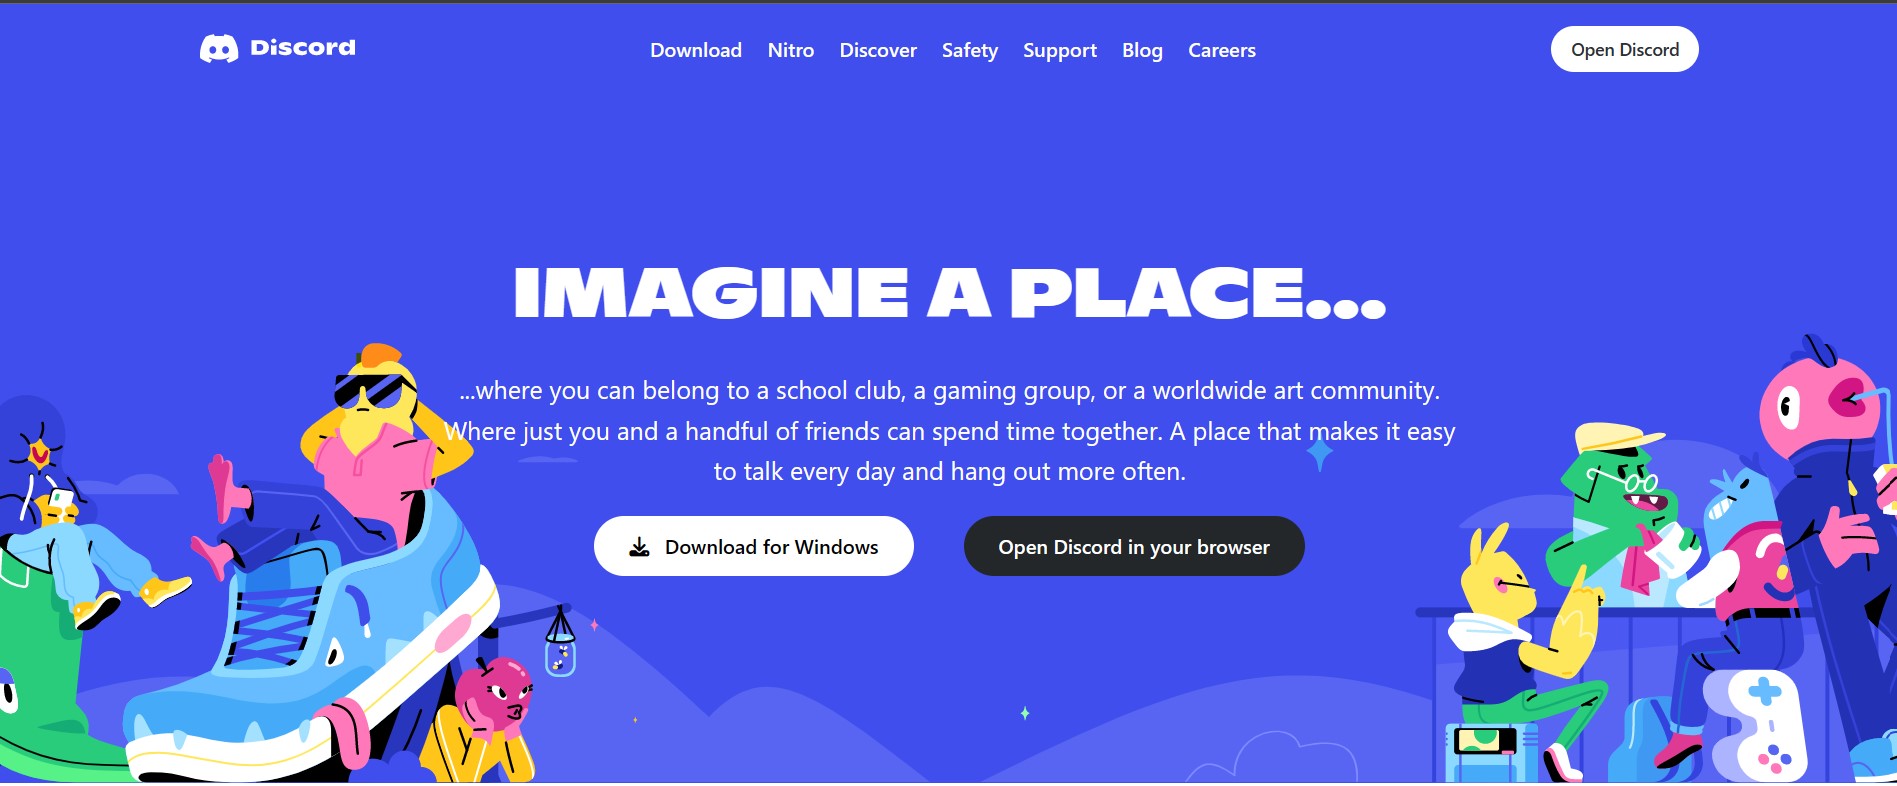 Discord
Download Nitro Discover Safety Support Blog Careers
Open Discord
IMAGINE A PLACE...
...where you can belong to a school club, a gaming group, or a worldwide art community.
Where just you and a handful of friends can spend time together. A place that makes it easy
to talk every day and hang out more often.
Download for Windows
Open Discord in your browser